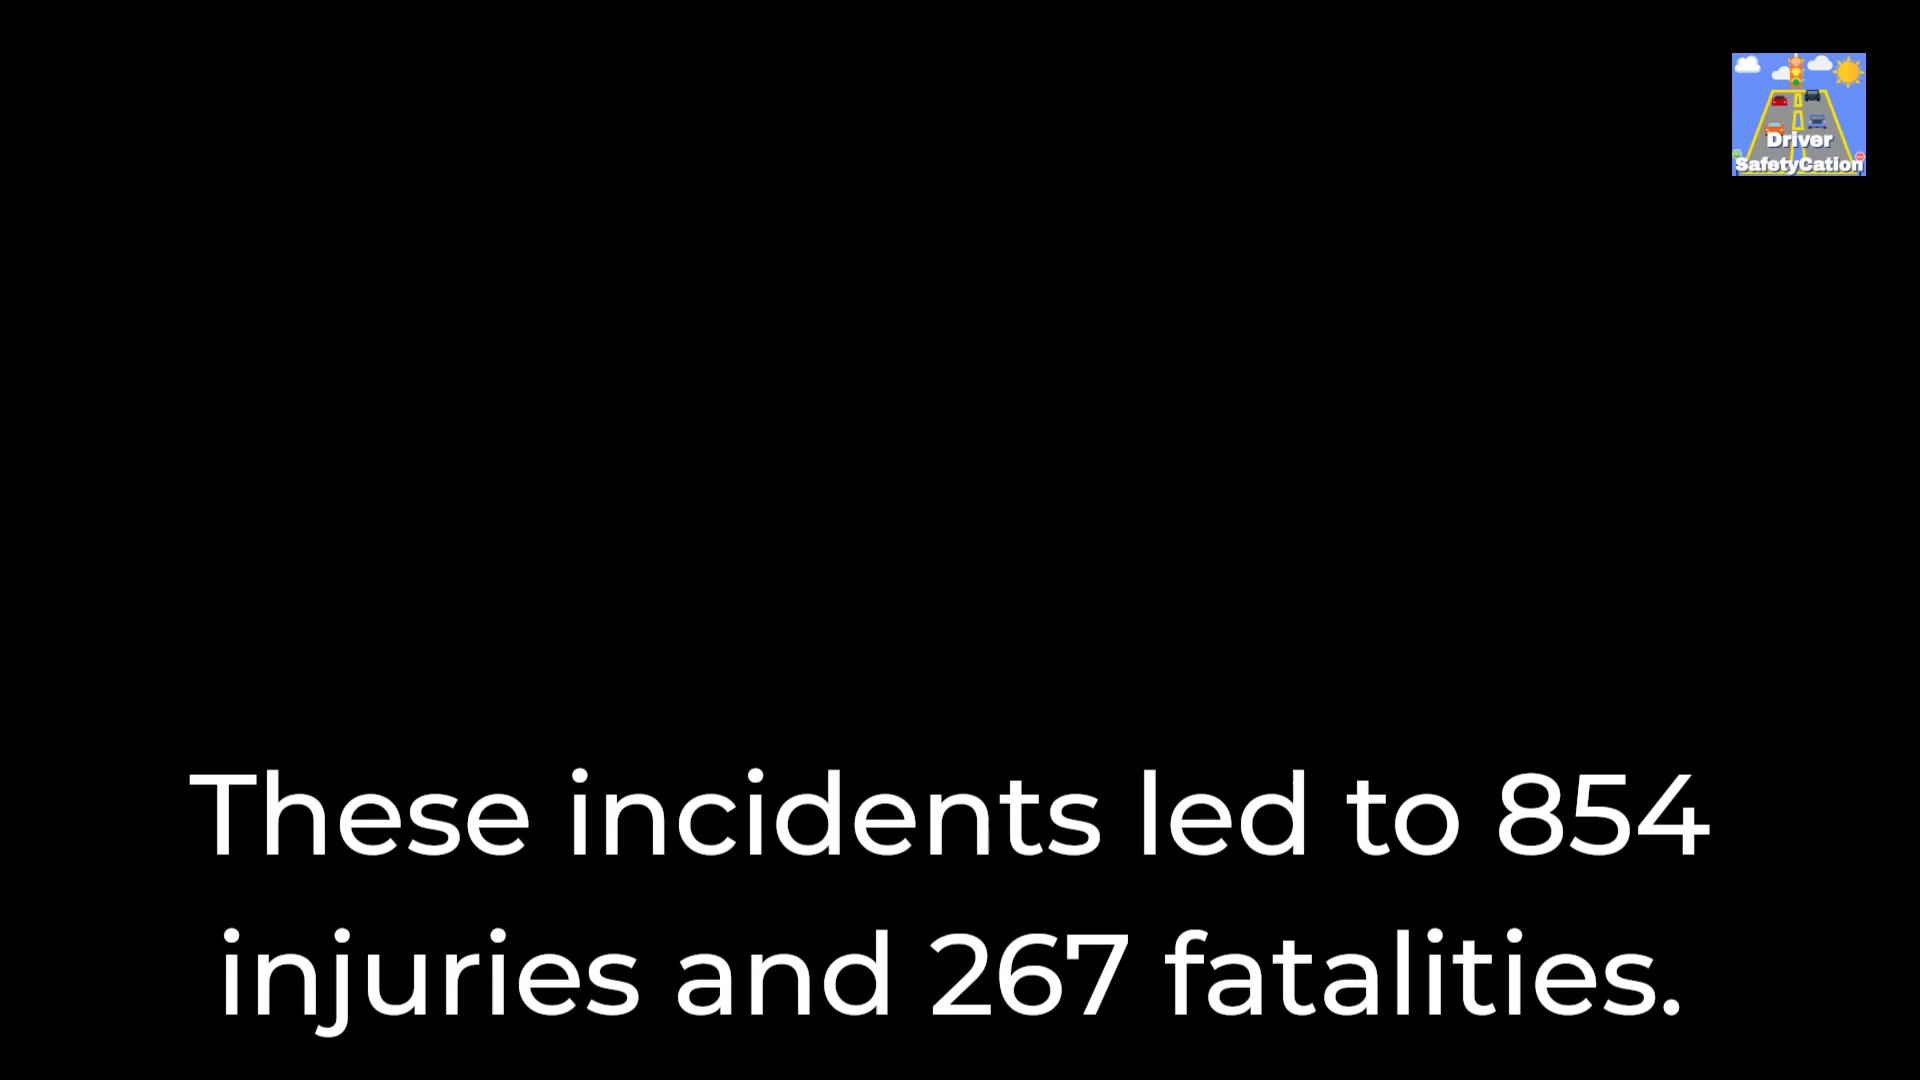 Driver
SafetyCation
These incidents led to 854
injuries and 267 fatalities.